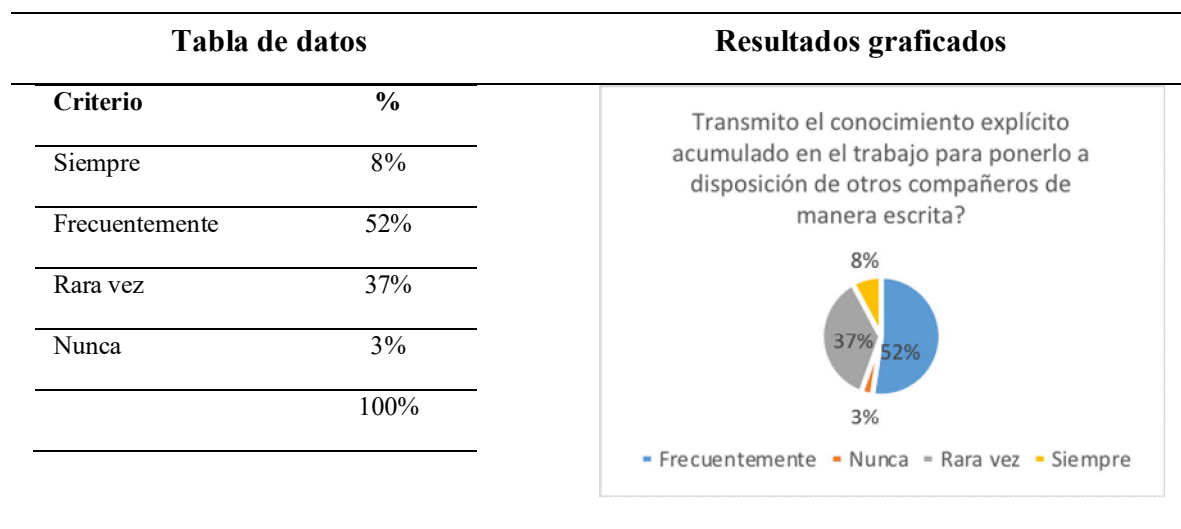 Tabla de datos
Resultados graficados
Criterio %
Siempre 8%
Frecuentemente 52%
Rara vez 37%
Nunca 3%
100%
Transmito el conocimiento explícito
acumulado en el trabajo para ponerlo a
disposición de otros compañeros de
manera escrita?
8%
37%
52%
3%
Frecuentemente Nunca Rara vez Siempre